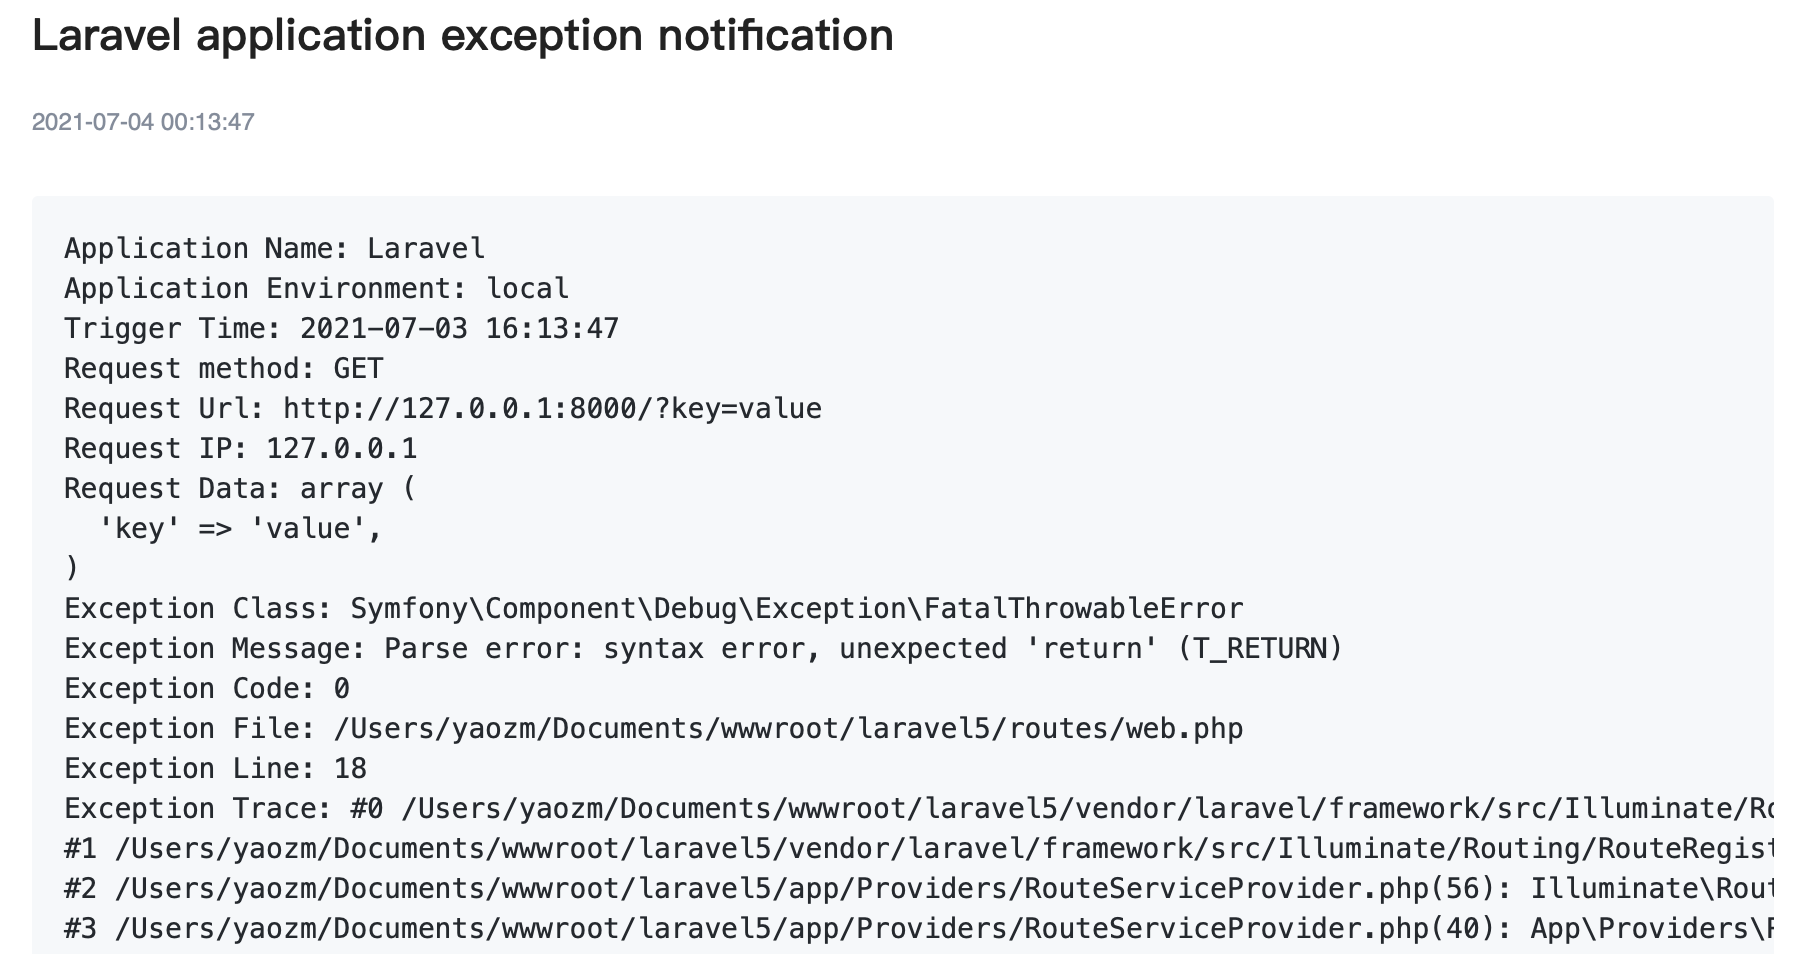 Laravel application exception notification
2021-07-04 00:13:47
Application Name: Laravel
Application Environment: local
Trigger Time: 2021-07-03 16:13:47
Request method: GET
Request Url: http://127.0.0.1:8000/?key=value
Request IP: 127.0.0.1
Request Data: array (
  'key' => 'value',
)
Exception Class: Symfony\Component\Debug\Exception\FatalThrowableError
Exception Message: Parse error: syntax error, unexpected 'return' (T_RETURN)
Exception Code: 0
Exception File: /Users/yaozm/Documents/wwwroot/laravel5/routes/web.php
Exception Line: 18
Exception Trace: #0 /Users/yaozm/Documents/wwwroot/laravel5/vendor/laravel/framework/src/Illuminate/Ro
#1 /Users/yaozm/Documents/wwwroot/laravel5/vendor/laravel/framework/src/Illuminate/Routing/RouteRegist
#2 /Users/yaozm/Documents/wwwroot/laravel5/app/Providers/RouteServiceProvider.php(56): Illuminate\Rout
#3 /Users/yaozm/Documents/wwwroot/laravel5/app/Providers/RouteServiceProvider.php(40): App\Providers\